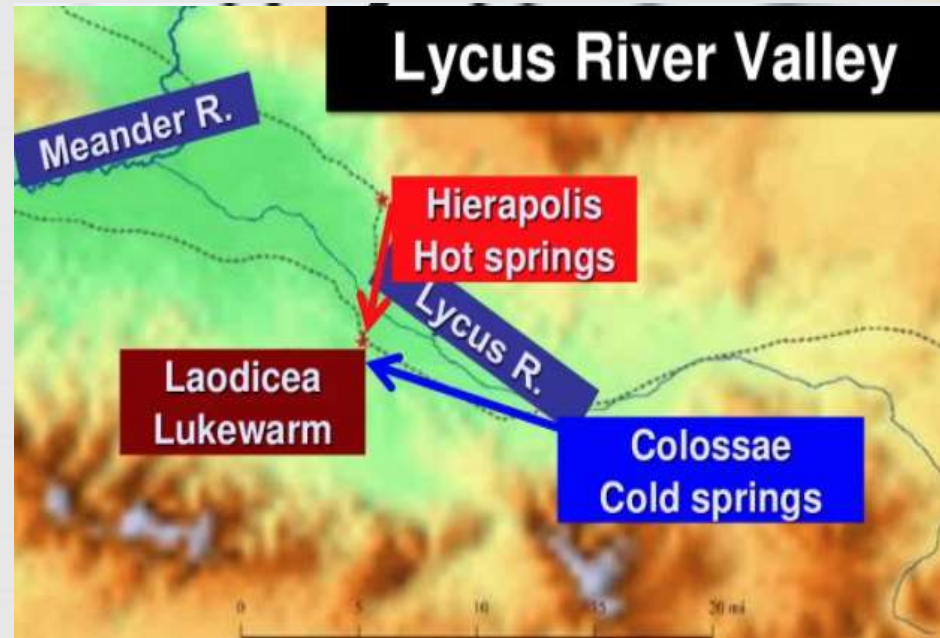 Lycus River Valley
Meander R.
Hierapolis
Hot springs
Lycus R.
Laodicea
Lukewarm
Colossae
Cold springs
0 5 10 15 20 mi